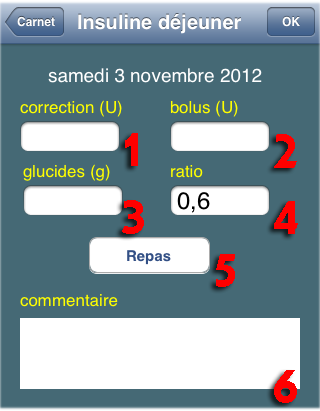 Carnet Insuline déjeuner OK
samedi 3 novembre 2012
correction (U) bolus (U)
1 2
glucides (g) ratio
0,6
3 4
Repas
5
commentaire
6